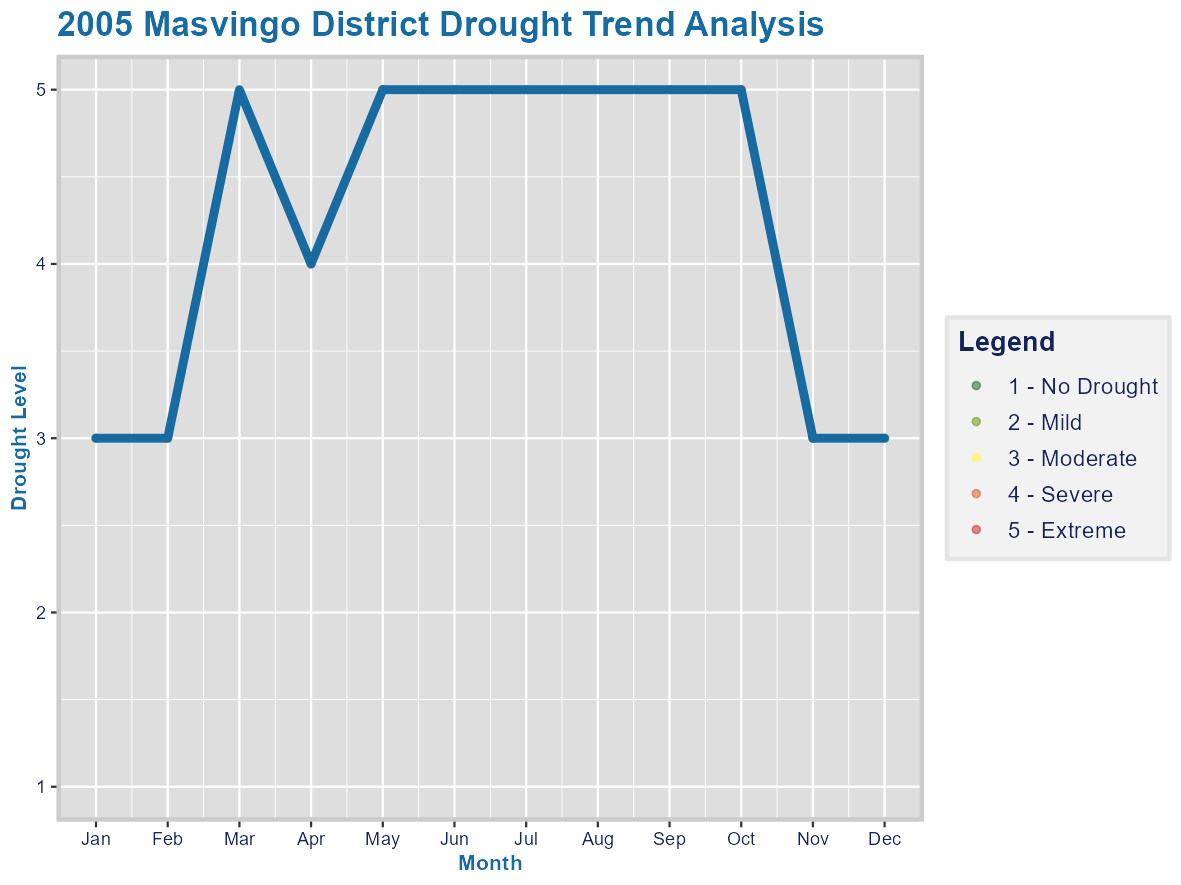 2005 Masvingo District Drought Trend Analysis
5
4
3
2
1
Drought Level
Jan Feb Mar Apr May Jun Jul Aug Sep Oct Nov Dec
Month
Legend
1 - No Drought
2 - Mild
3 - Moderate
4 - Severe
5 - Extreme